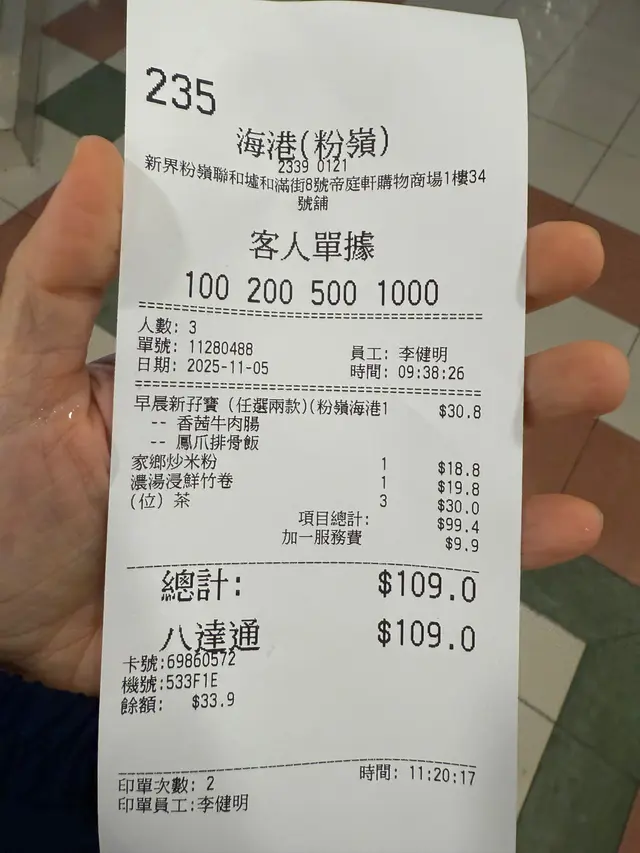 235
海港(粉嶺)
2339 0121
新界粉嶺聯和墟和滿街8號帝庭軒購物商場1樓34
號舖
客人單據
100 200 500 1000
人數: 3
單號: 11280488 員工: 李健明
日期: 2025-11-05 時間: 09:38:26
早晨新孖寶 (任選兩款)(粉嶺海港1 $30.8
-- 香茜牛肉腸
-- 鳳爪排骨飯
家鄉炒米粉 1 $18.8
濃湯浸鮮竹卷 1 $19.8
(位) 茶 3 $30.0
項目總計: $99.4
加一服務費 $9.9
總計: $109.0
八達通 $109.0
卡號:69860572
機號:533F1E
餘額: $33.9
時間: 11:20:17
印單次數: 2
印單員工:李健明